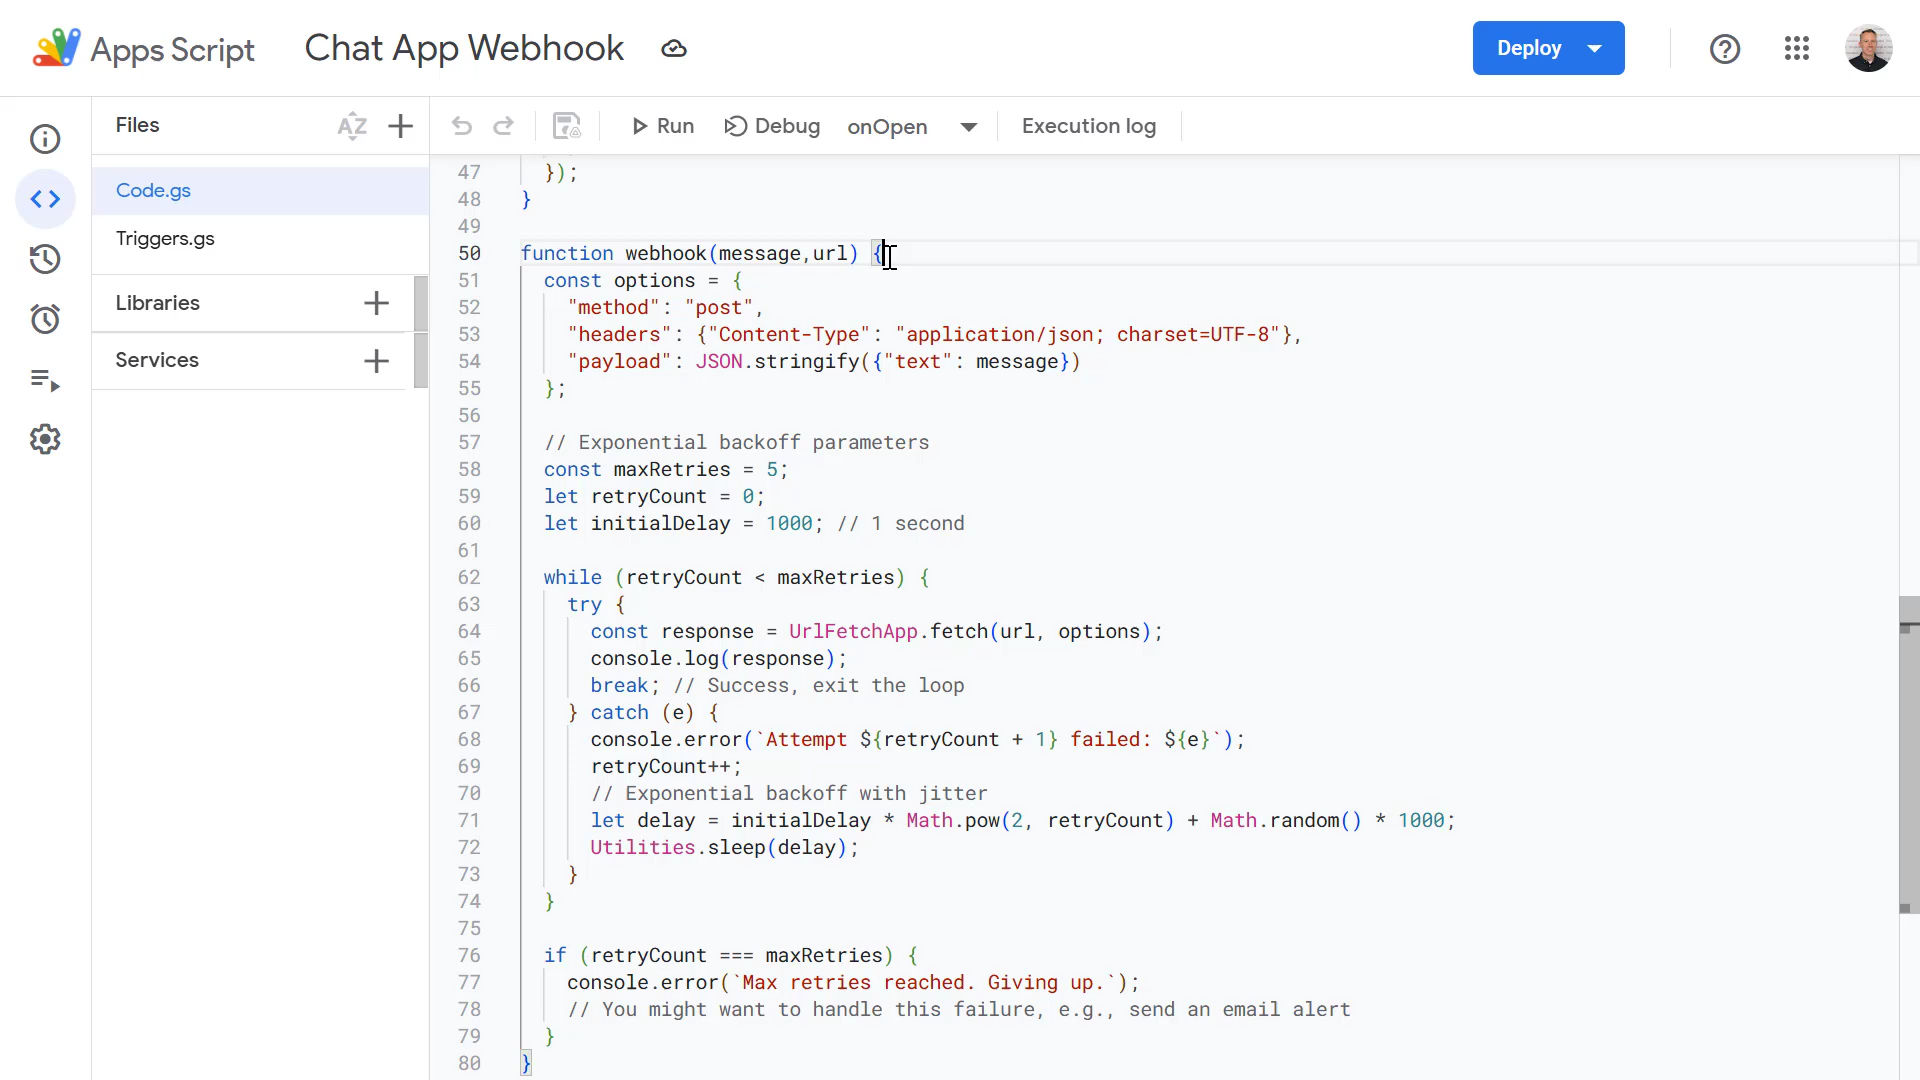 Apps Script
Chat App Webhook
Deploy
Files
AZ
Run
Debug
onOpen
Execution log
Code.gs
Triggers.gs
Libraries
Services
47 });
48 }
49
50 function webhook(message,url) {
51 const options = {
52 "method": "post",
53 "headers": {"Content-Type": "application/json; charset=UTF-8"},
54 "payload": JSON.stringify({"text": message})
55 };
56
57 // Exponential backoff parameters
58 const maxRetries = 5;
59 let retryCount = 0;
60 let initialDelay = 1000; // 1 second
61
62 while (retryCount < maxRetries) {
63 try {
64 const response = UrlFetchApp.fetch(url, options);
65 console.log(response);
66 break; // Success, exit the loop
67 } catch (e) {
68 console.error(`Attempt ${retryCount + 1} failed: ${e}`);
69 retryCount++;
70 // Exponential backoff with jitter
71 let delay = initialDelay * Math.pow(2, retryCount) + Math.random() * 1000;
72 Utilities.sleep(delay);
73 }
74 }
75
76 if (retryCount === maxRetries) {
77 console.error(`Max retries reached. Giving up.`);
78 // You might want to handle this failure, e.g., send an email alert
79 }
80 }